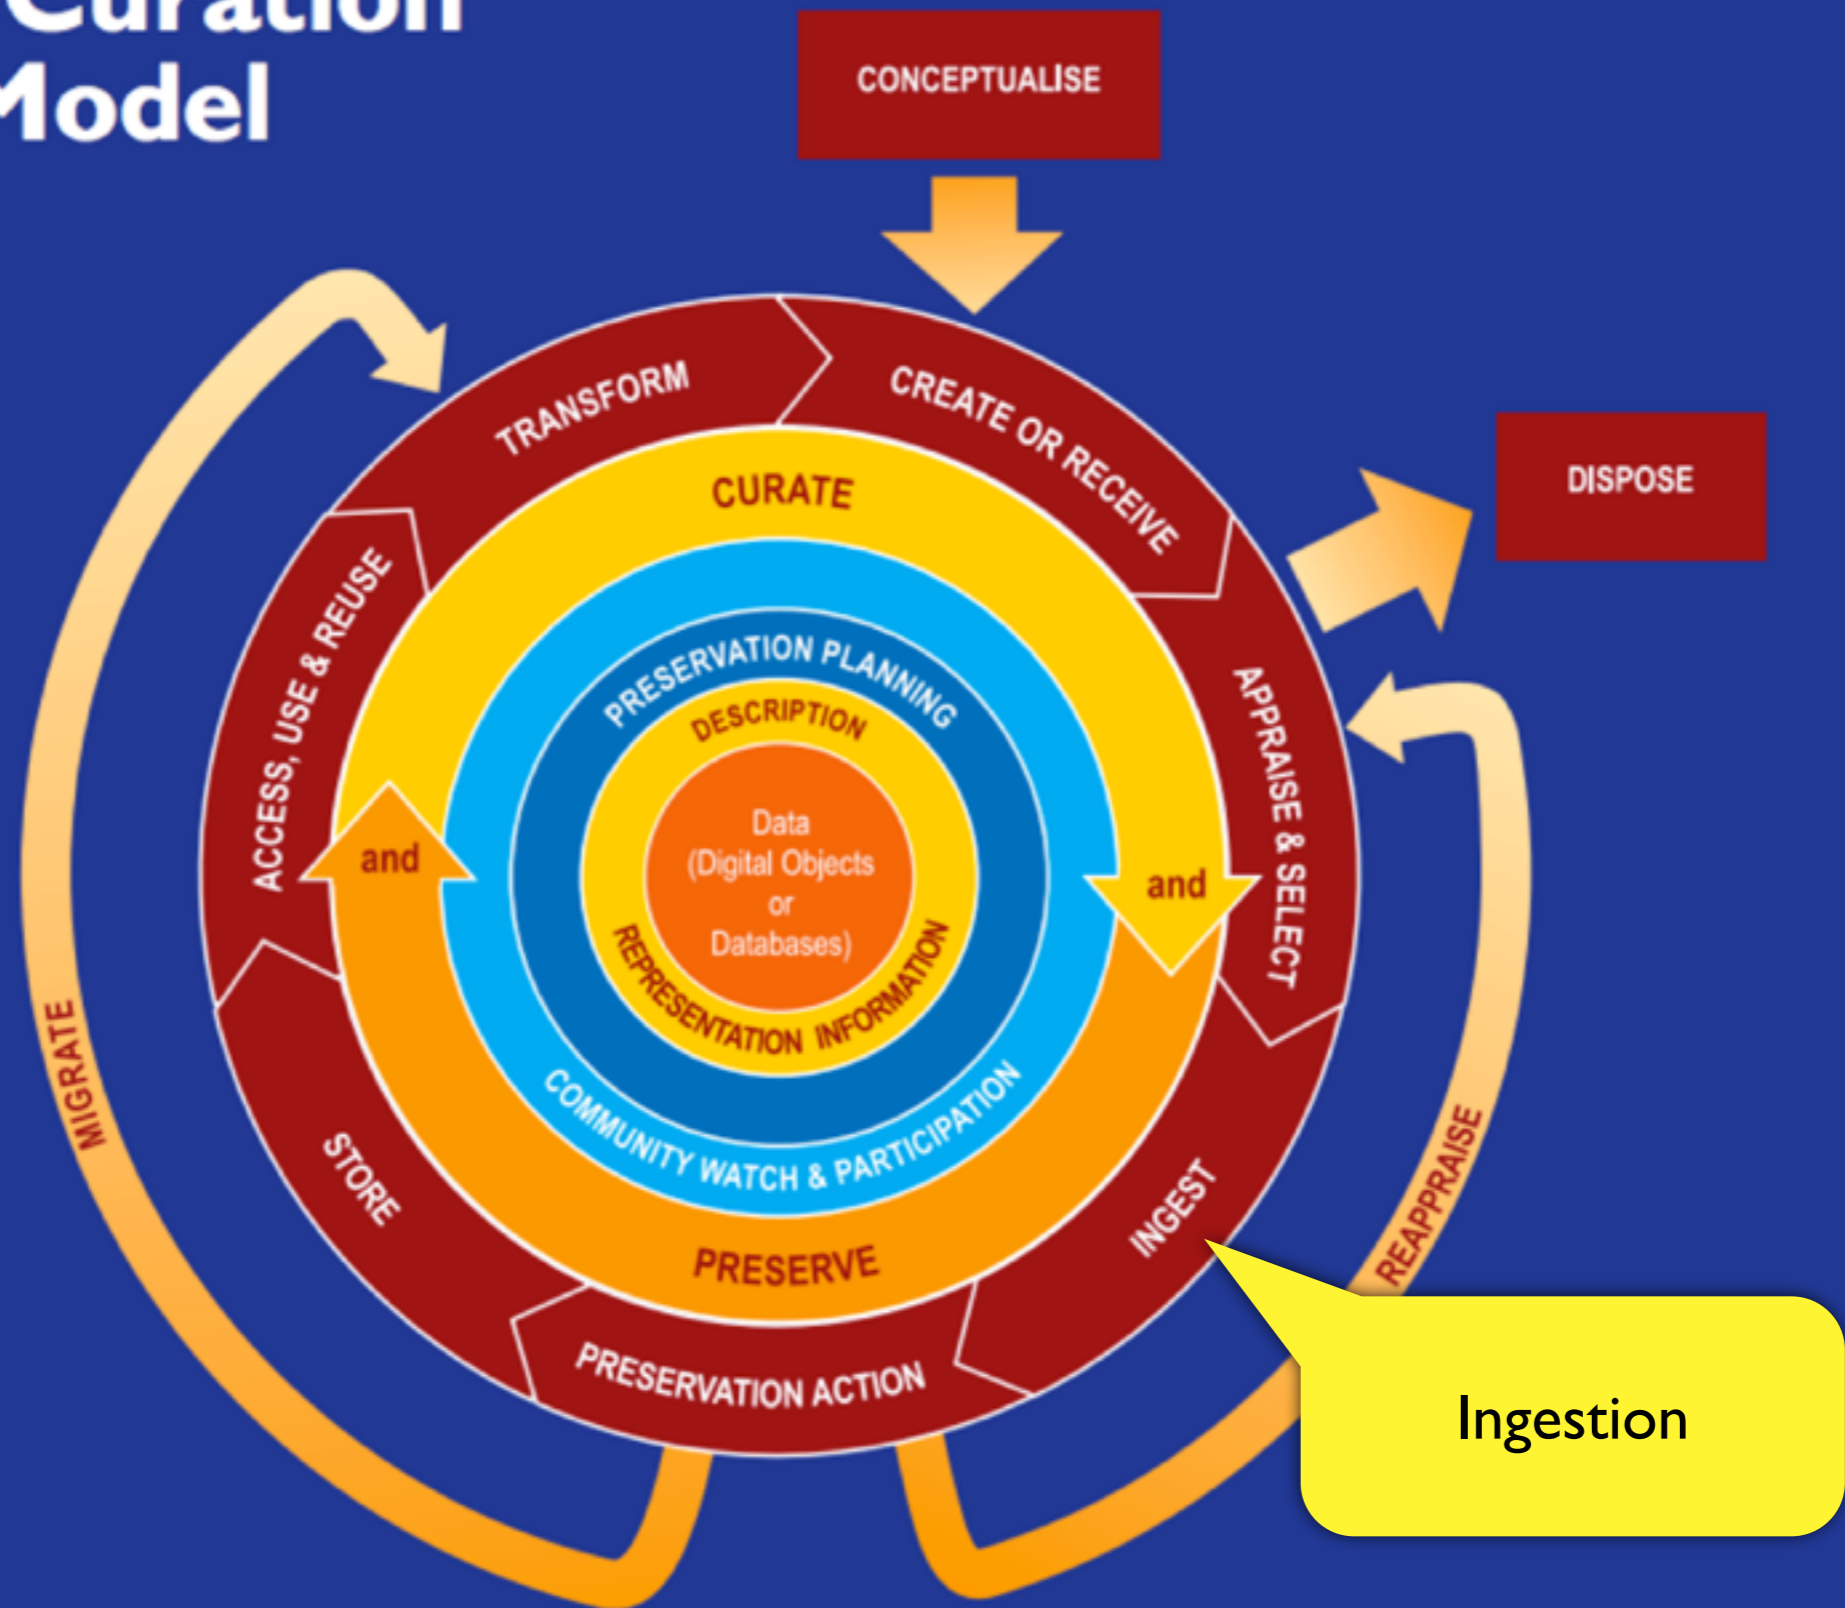 Curation
Model
CONCEPTUALISE
TRANSFORM
CREATE OR RECEIVE
DISPOSE
CURATE
ACCESS, USE & REUSE
PRESERVATION PLANNING
DESCRIPTION
APPRAISE & SELECT
Data
(Digital Objects
or
Databases)
and
and
REPRESENTATION INFORMATION
COMMUNITY WATCH & PARTICIPATION
MIGRATE
STORE
INGEST
REAPPRAISE
PRESERVE
PRESERVATION ACTION
Ingestion